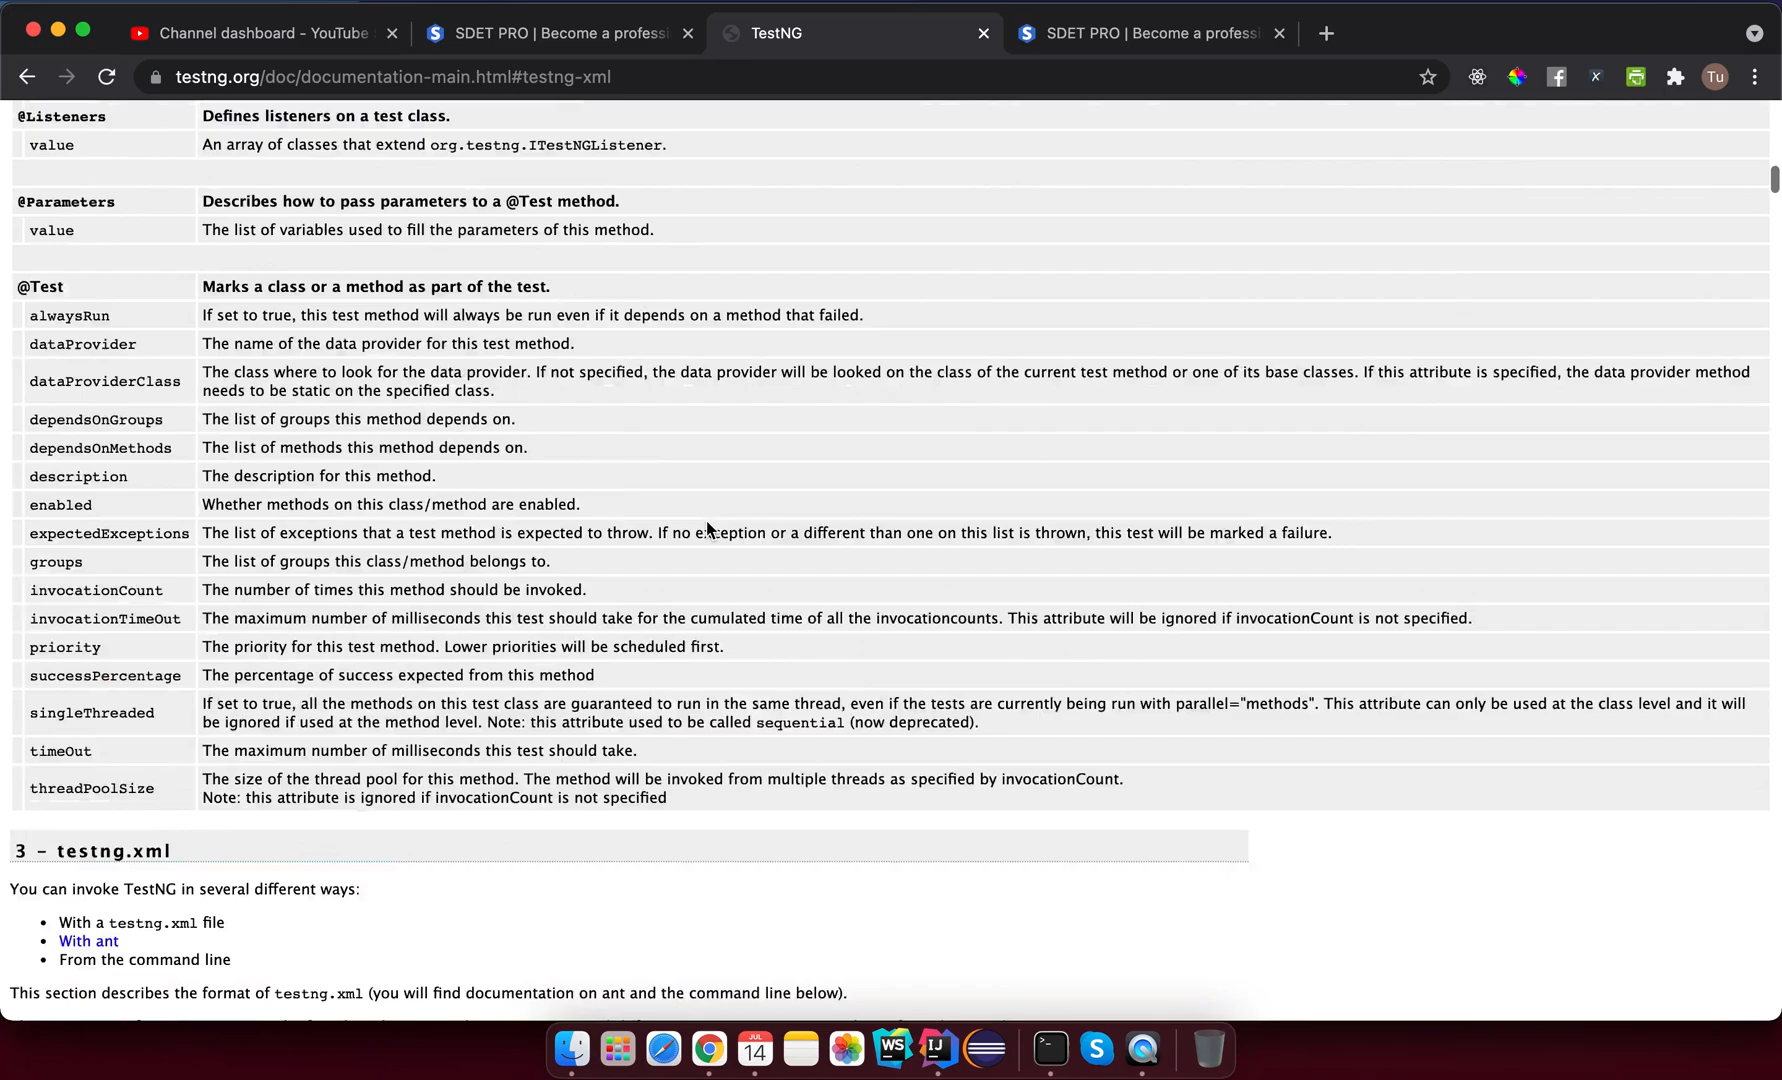 Channel dashboard - YouTube
SDET PRO | Become a professi
TestNG
SDET PRO | Become a professi
testng.org/doc/documentation-main.html#testng-xml
Tu
@Listeners Defines listeners on a test class.
value An array of classes that extend org.testng.ITestNGListener.
@Parameters Describes how to pass parameters to a @Test method.
value The list of variables used to fill the parameters of this method.
@Test Marks a class or a method as part of the test.
alwaysRun If set to true, this test method will always be run even if it depends on a method that failed.
dataProvider The name of the data provider for this test method.
dataProviderClass The class where to look for the data provider. If not specified, the data provider will be looked on the class of the current test method or one of its base classes. If this attribute is specified, the data provider method
needs to be static on the specified class.
dependsOnGroups The list of groups this method depends on.
dependsOnMethods The list of methods this method depends on.
description The description for this method.
enabled Whether methods on this class/method are enabled.
expectedExceptions The list of exceptions that a test method is expected to throw. If no exception or a different than one on this list is thrown, this test will be marked a failure.
groups The list of groups this class/method belongs to.
invocationCount The number of times this method should be invoked.
invocationTimeOut The maximum number of milliseconds this test should take for the cumulated time of all the invocationcounts. This attribute will be ignored if invocationCount is not specified.
priority The priority for this test method. Lower priorities will be scheduled first.
successPercentage The percentage of success expected from this method
singleThreaded If set to true, all the methods on this test class are guaranteed to run in the same thread, even if the tests are currently being run with parallel="methods". This attribute can only be used at the class level and it will
be ignored if used at the method level. Note: this attribute used to be called sequential (now deprecated).
timeOut The maximum number of milliseconds this test should take.
threadPoolSize The size of the thread pool for this method. The method will be invoked from multiple threads as specified by invocationCount.
Note: this attribute is ignored if invocationCount is not specified
3 - testng.xml
You can invoke TestNG in several different ways:
• With a testng.xml file
• With ant
• From the command line
This section describes the format of testng.xml (you will find documentation on ant and the command line below).
JUL
14
WS
IJ